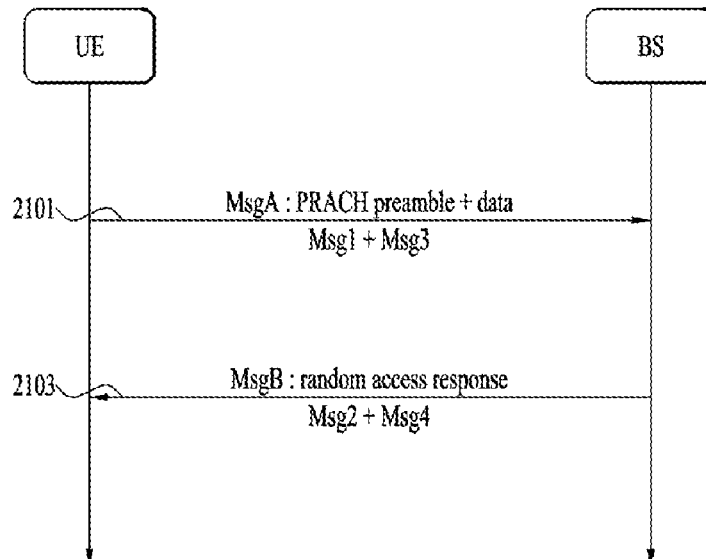 UE
BS
2101
MsgA : PRACH preamble + data
Msg1 + Msg3
2103
MsgB : random access response
Msg2 + Msg4